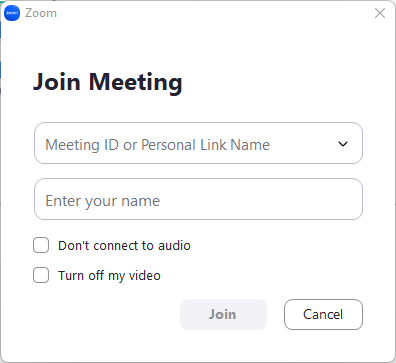 Zoom
Join Meeting
Meeting ID or Personal Link Name
Enter your name
Don't connect to audio
Turn off my video
Join Cancel